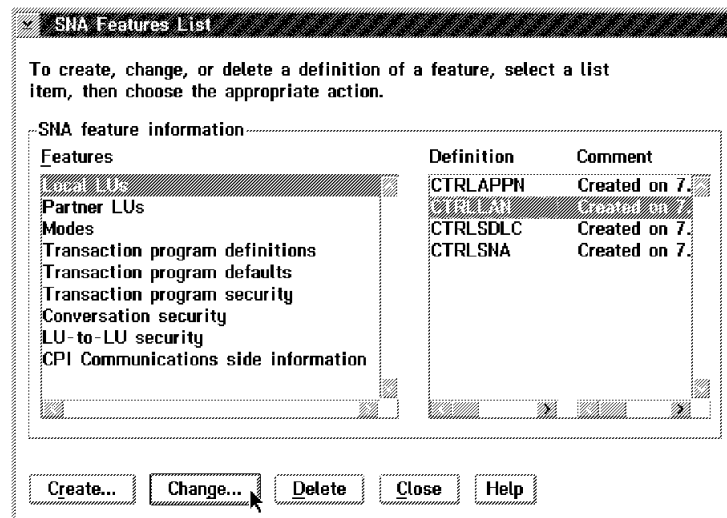 SNA Features List
To create, change, or delete a definition of a feature, select a list
item, then choose the appropriate action.
SNA feature information
Features
Definition Comment
Local LUs
Partner LUs
Modes
Transaction program definitions
Transaction program defaults
Transaction program security
Conversation security
LU-to-LU security
CPI Communications side information
CTRLAPPN Created on 7.
CTRLLAN Created on 7.
CTRLSDLC Created on 7.
CTRLSNA Created on 7.
Create... Change... Delete Close Help